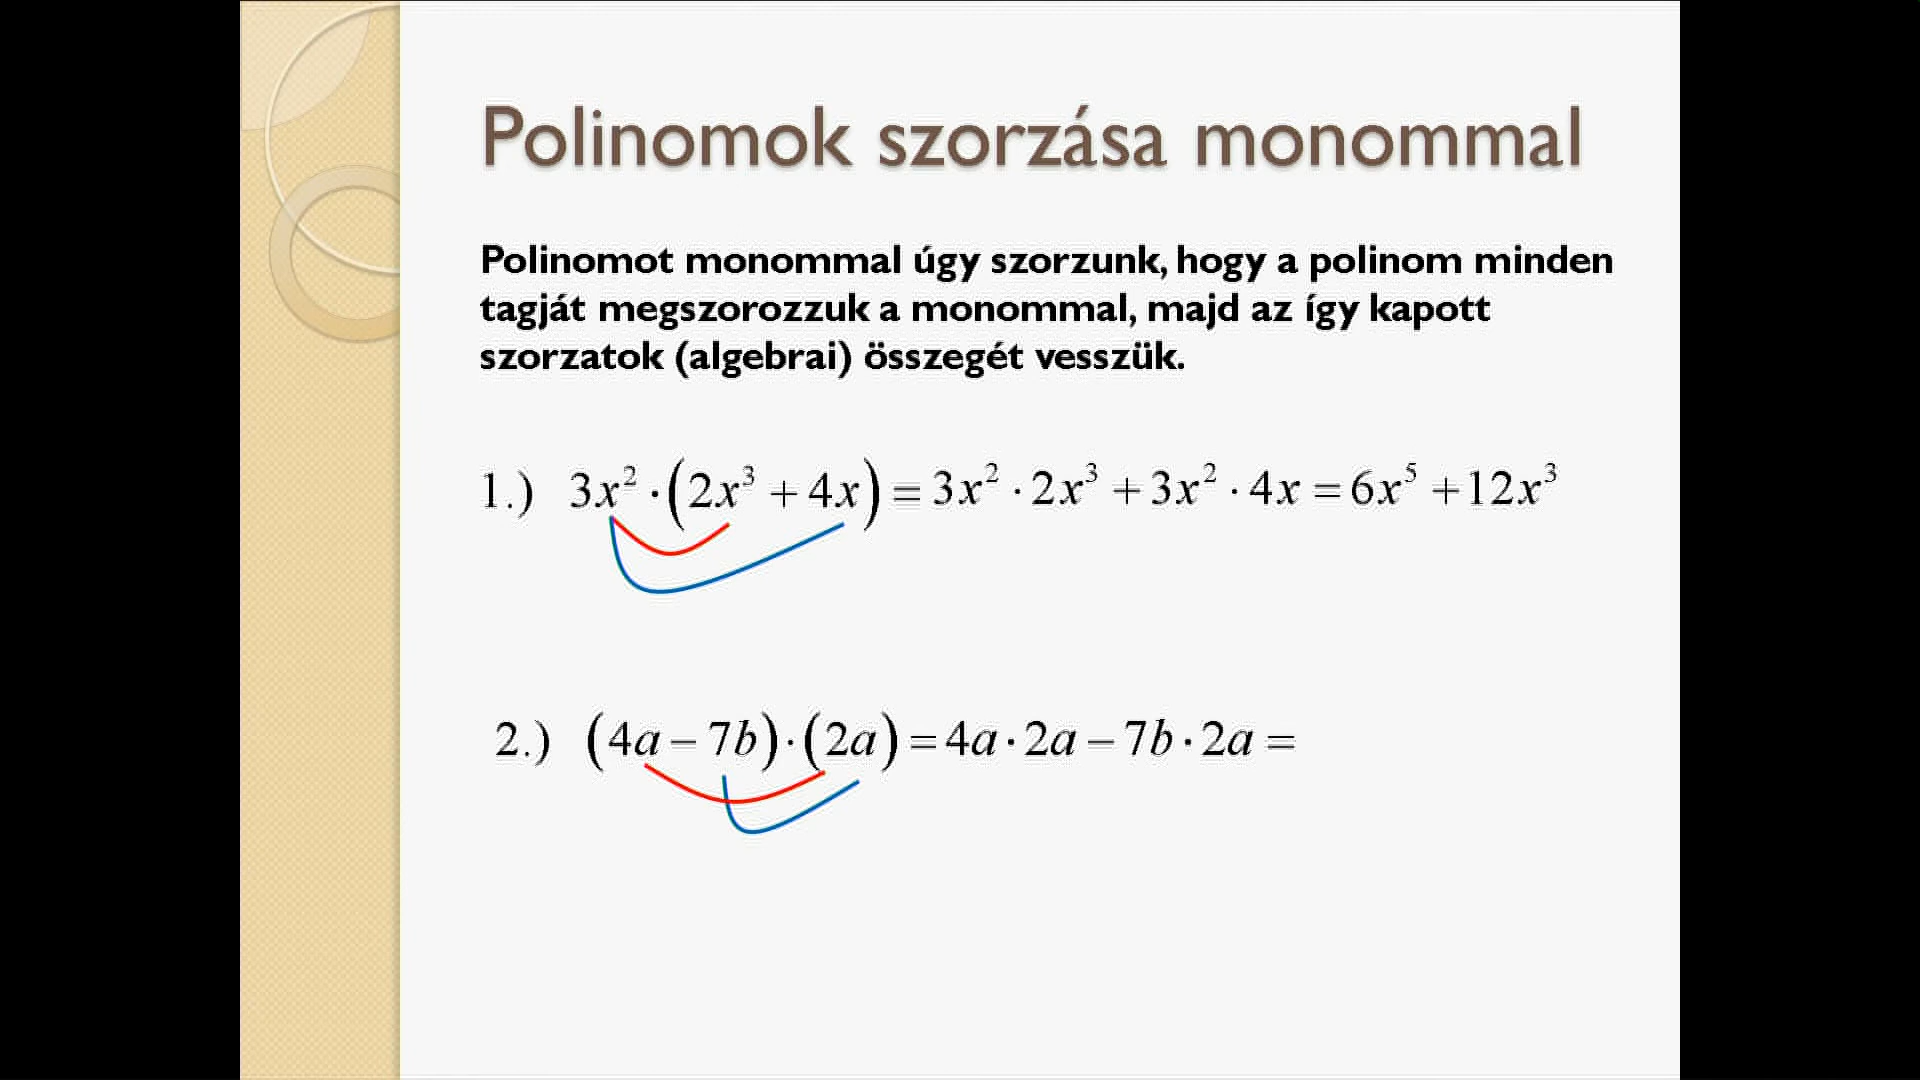 Polinomok szorzása monommal
Polinomot monommal úgy szorzunk, hogy a polinom minden
tagját megszorozzuk a monommal, majd az így kapott
szorzatok (algebrai) összegét vesszük.
1.) 3x² · (2x³ + 4x) = 3x² · 2x³ + 3x² · 4x = 6x⁵ + 12x³
2.) (4a − 7b) · (2a) = 4a · 2a − 7b · 2a =